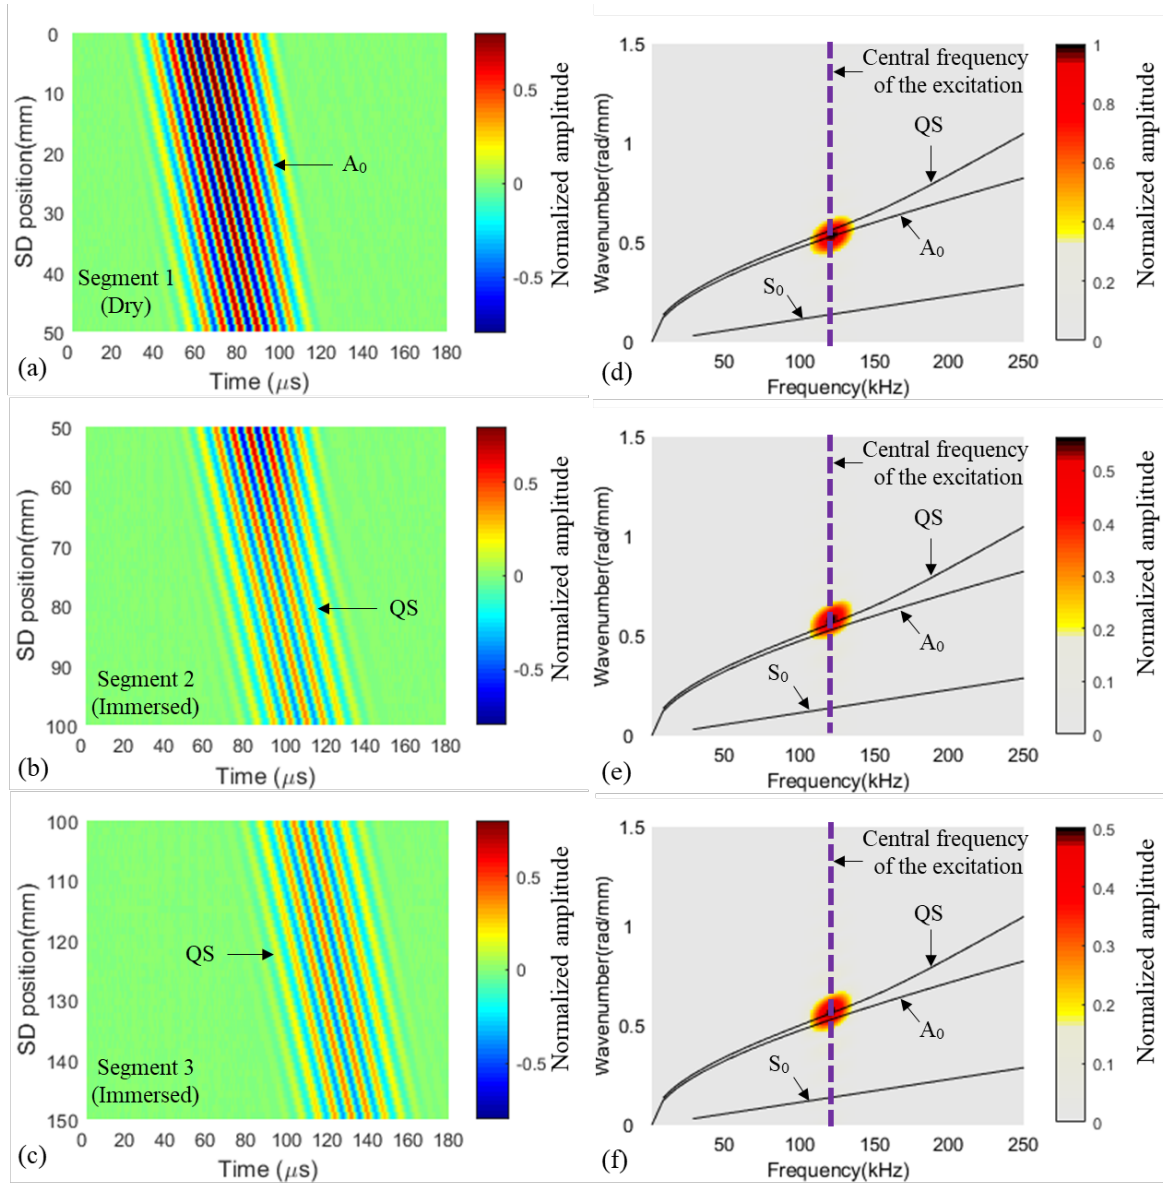 0
10
20
30
40
50
SD position(mm)
0 20 40 60 80 100 120 140 160 180
Time (μs)
A₀
Segment 1
(Dry)
0.5
0
-0.5
Normalized amplitude
(a)
1.5
1
0.5
0
Wavenumber(rad/mm)
50 100 150 200 250
Frequency(kHz)
Central frequency
of the excitation
QS
A₀
S₀
1
0.8
0.6
0.4
0.2
0
Normalized amplitude
(d)
50
60
70
80
90
100
SD position(mm)
0 20 40 60 80 100 120 140 160 180
Time (μs)
QS
Segment 2
(Immersed)
0.5
0
-0.5
Normalized amplitude
(b)
1.5
1
0.5
0
Wavenumber(rad/mm)
50 100 150 200 250
Frequency(kHz)
Central frequency
of the excitation
QS
A₀
S₀
0.5
0.4
0.3
0.2
0.1
0
Normalized amplitude
(e)
100
110
120
130
140
150
SD position(mm)
0 20 40 60 80 100 120 140 160 180
Time (μs)
QS
Segment 3
(Immersed)
0.5
0
-0.5
Normalized amplitude
(c)
1.5
1
0.5
0
Wavenumber(rad/mm)
50 100 150 200 250
Frequency(kHz)
Central frequency
of the excitation
QS
A₀
S₀
0.5
0.4
0.3
0.2
0.1
0
Normalized amplitude
(f)